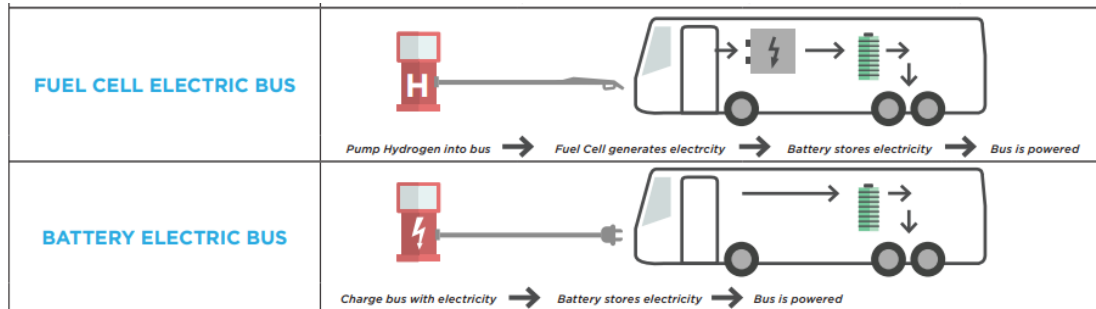 FUEL CELL ELECTRIC BUS
H
Pump Hydrogen into bus → Fuel Cell generates electrcity → Battery stores electricity → Bus is powered
BATTERY ELECTRIC BUS
Charge bus with electricity → Battery stores electricity → Bus is powered